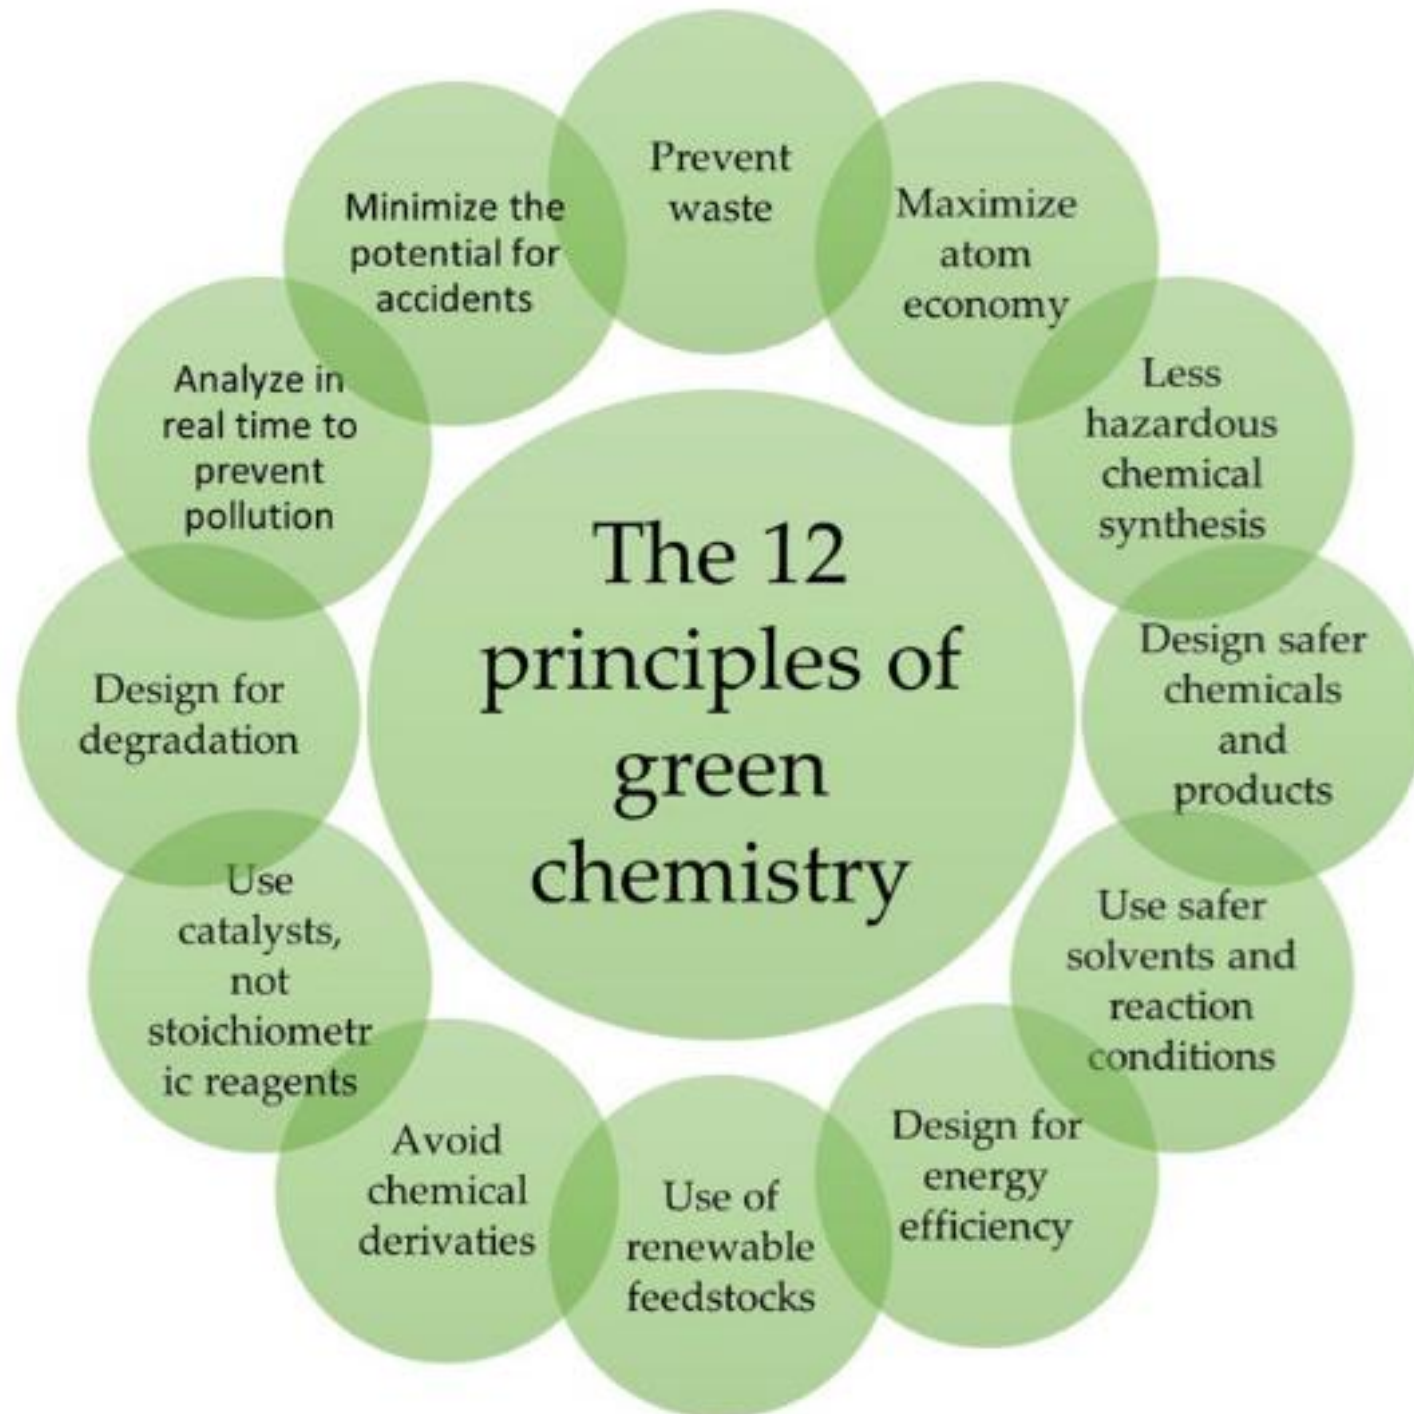 Prevent
waste
Maximize
atom
economy
Less
hazardous
chemical
synthesis
Design safer
chemicals
and
products
Use safer
solvents and
reaction
conditions
Design for
energy
efficiency
Use of
renewable
feedstocks
Avoid
chemical
derivaties
Use
catalysts,
not
stoichiometr
ic reagents
Design for
degradation
Analyze in
real time to
prevent
pollution
Minimize the
potential for
accidents
The 12
principles of
green
chemistry